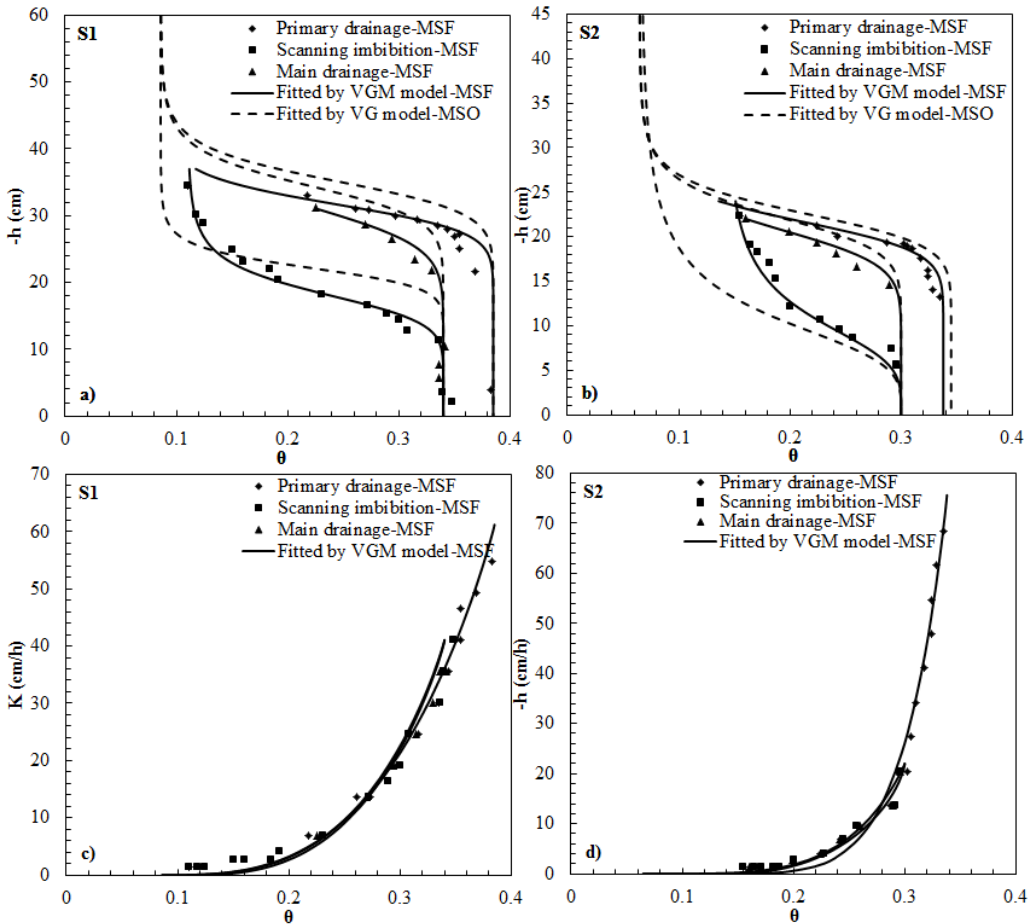 S1
Primary drainage-MSF
Scanning imbibition-MSF
Main drainage-MSF
Fitted by VGM model-MSF
Fitted by VG model-MSO
60
50
40
30
20
10
0
-h (cm)
a)
0 0.1 0.2 0.3 0.4
θ
S2
Primary drainage-MSF
Scanning imbibition-MSF
Main drainage-MSF
Fitted by VGM model-MSF
Fitted by VG model-MSO
45
40
35
30
25
20
15
10
5
0
-h (cm)
b)
0 0.1 0.2 0.3 0.4
θ
S1
Primary drainage-MSF
Scanning imbibition-MSF
Main drainage-MSF
Fitted by VGM model-MSF
70
60
50
40
30
20
10
0
K (cm/h)
c)
0 0.1 0.2 0.3 0.4
θ
S2
Primary drainage-MSF
Scanning imbibition-MSF
Main drainage-MSF
Fitted by VGM model-MSF
80
70
60
50
40
30
20
10
0
-h (cm/h)
d)
0 0.1 0.2 0.3 0.4
θ